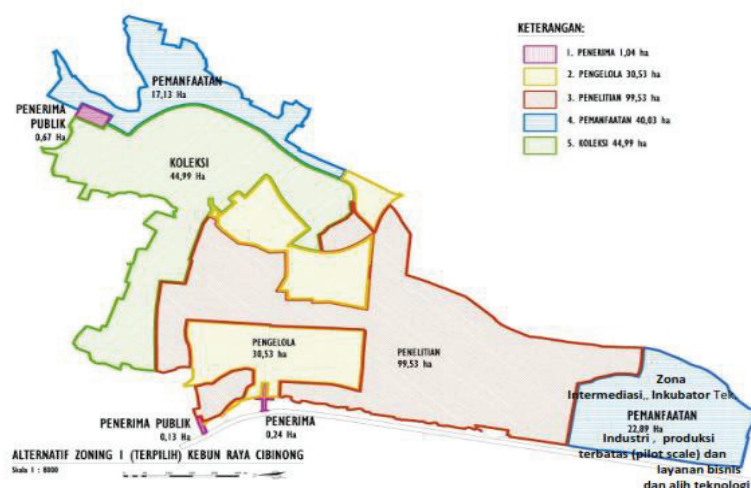 KETERANGAN:
1. PENERIMA 1,04 ha
2. PENGELOLA 30,53 ha
3. PENELITIAN 99,53 ha
4. PEMANFAATAN 40,03 ha
5. KOLEKSI 44,99 ha
PEMANFAATAN
17,13 Ha
PENERIMA
PUBLIK
0,67 Ha
KOLEKSI
44,99 Ha
PENGELOLA
30,53 ha
PENELITIAN
99,53 ha
Zona
Intermediasi,, Inkubator Tek,
PEMANFAATAN
22,89 Ha
Industri , produksi
terbatas (pilot scale) dan
layanan bisnis
dan alih teknologi
PENERIMA PUBLIK
0,13 Ha
PENERIMA
0,24 Ha
ALTERNATIF ZONING I (TERPILIH) KEBUN RAYA CIBINONG
Skala 1 : 8000